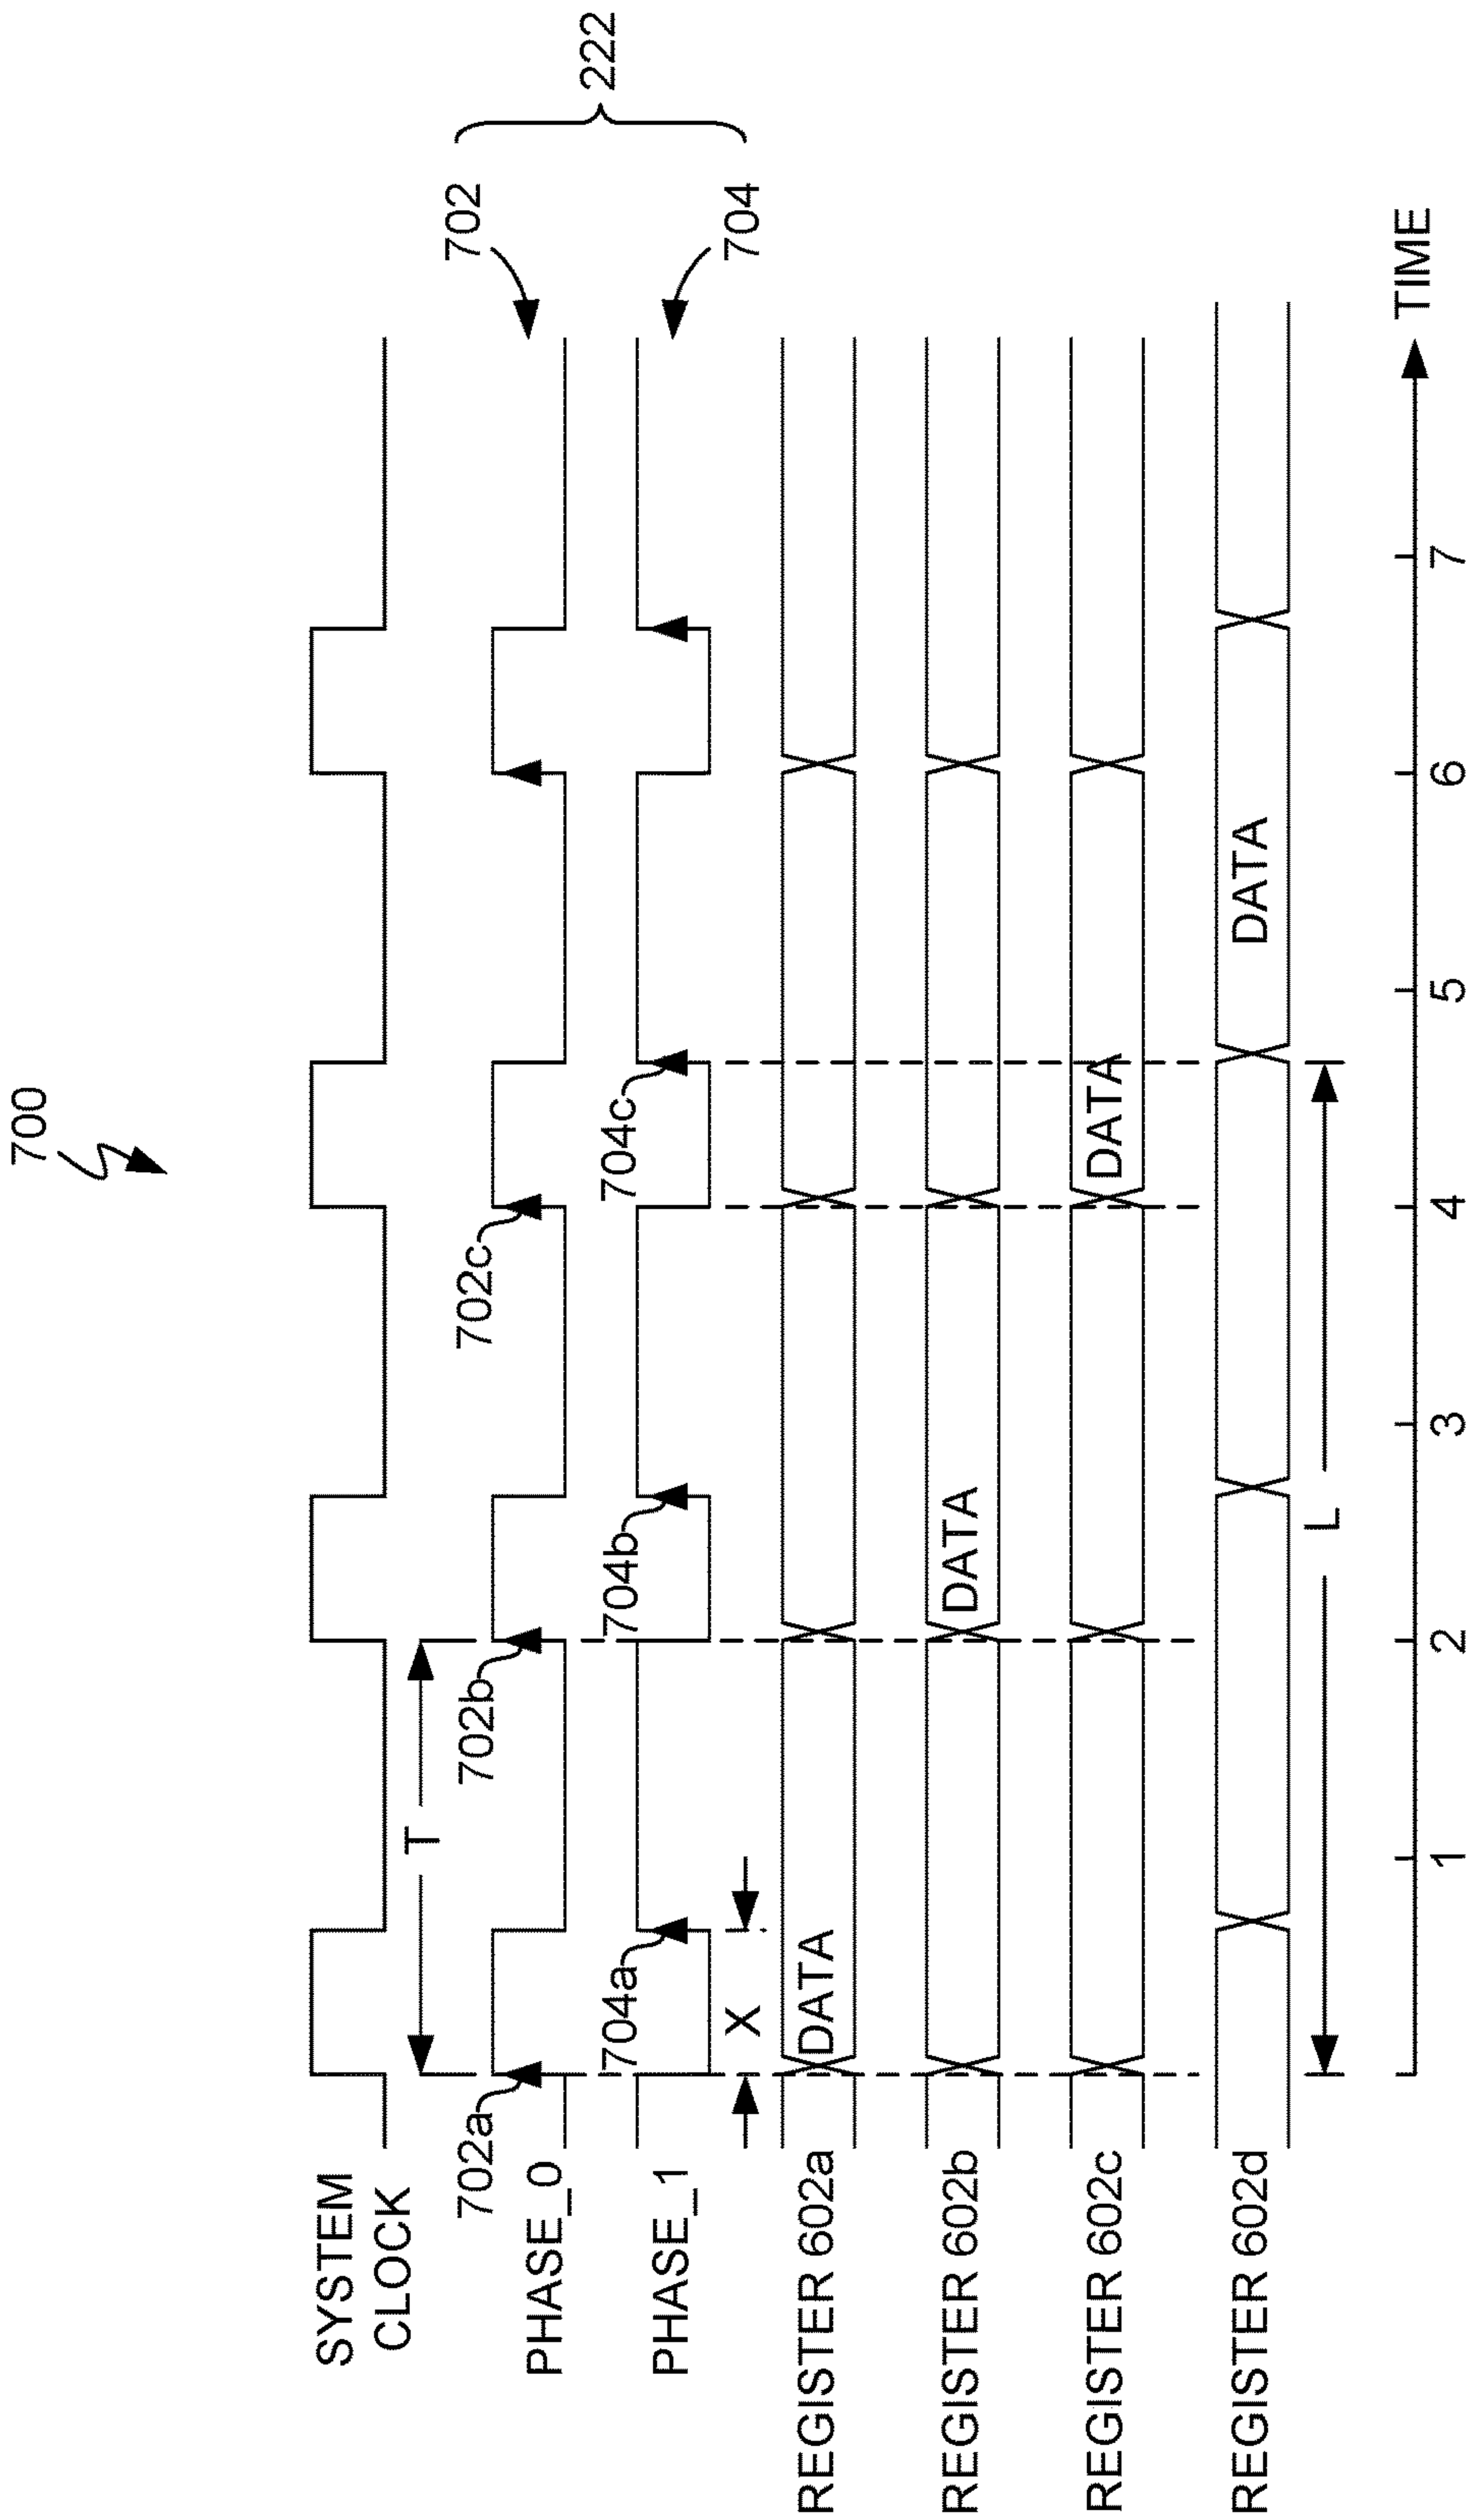 700
SYSTEM
CLOCK
T
702a
702b
702c
702
PHASE_0
222
704a
704b
704c
704
PHASE_1
X
REGISTER 602a
DATA
REGISTER 602b
DATA
REGISTER 602c
DATA
REGISTER 602d
DATA
L
1 2 3 4 5 6 7
TIME